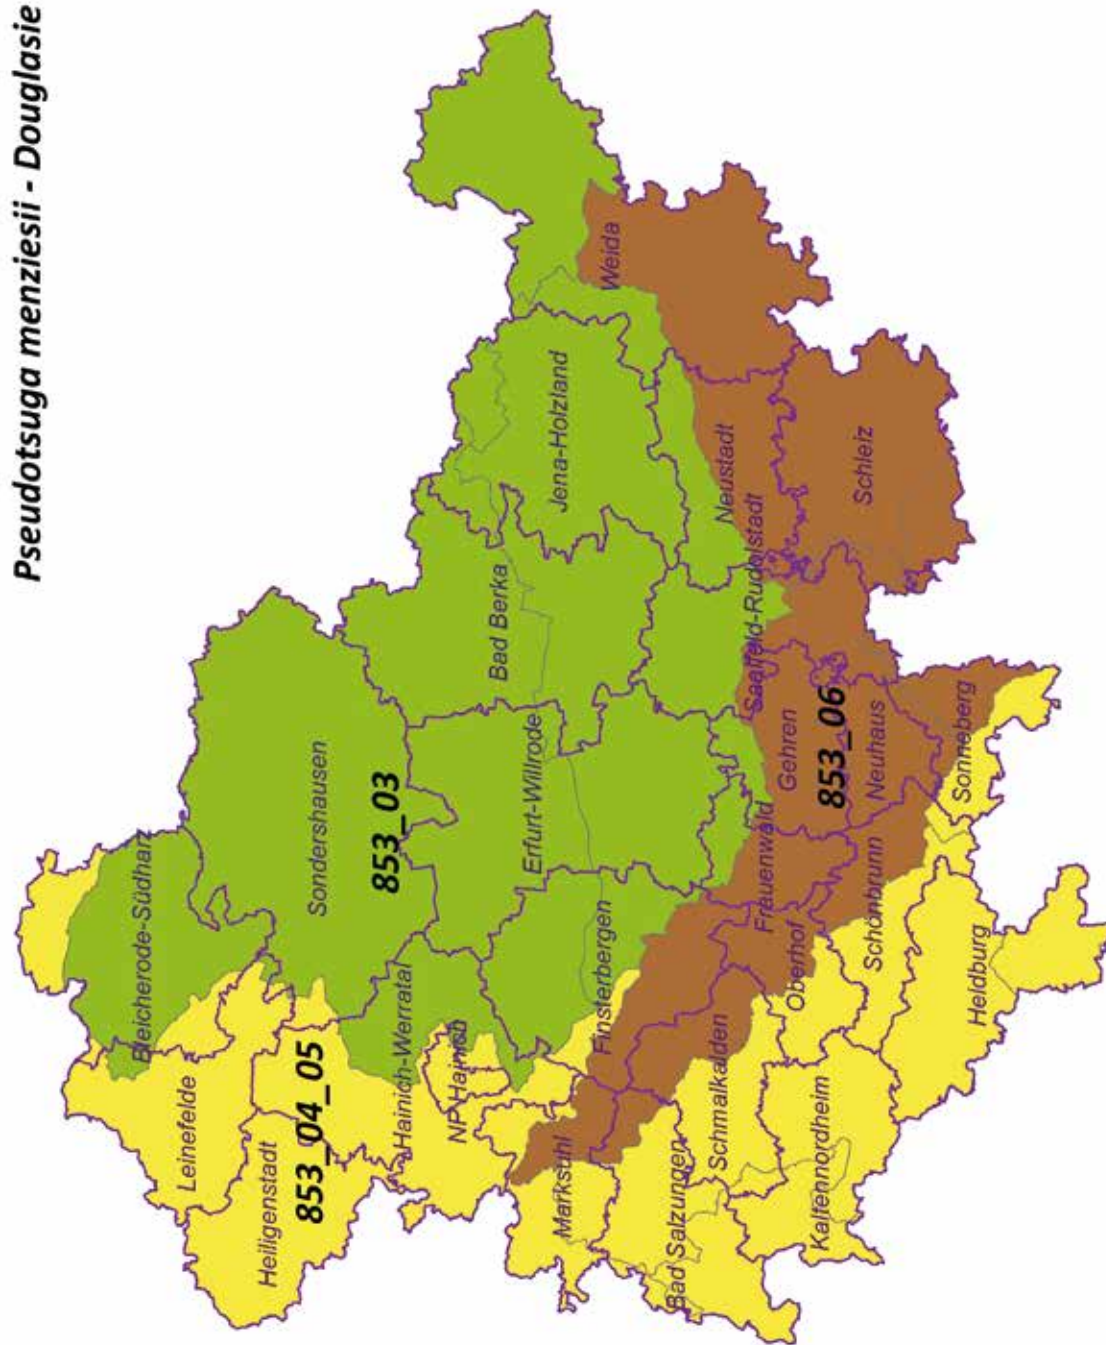 Pseudotsuga menziesii - Douglasie
Leinefelde
Bleicherode-Südharz
Heiligenstadt
853_04_05
Sondershausen
853_03
Hainich-Werratal
NP Hainich
Bad Berka
Erfurt-Willrode
Jena-Holzland
Weida
Marksuhl
Finsterbergen
Bad Salzungen
Schmalkalden
Oberhof
Frauenwald
Gehren
Saalfeld-Rudolstadt
Neustadt
853_06
Kaltennordheim
Schönbrunn
Neuhaus
Schleiz
Heldburg
Sonneberg